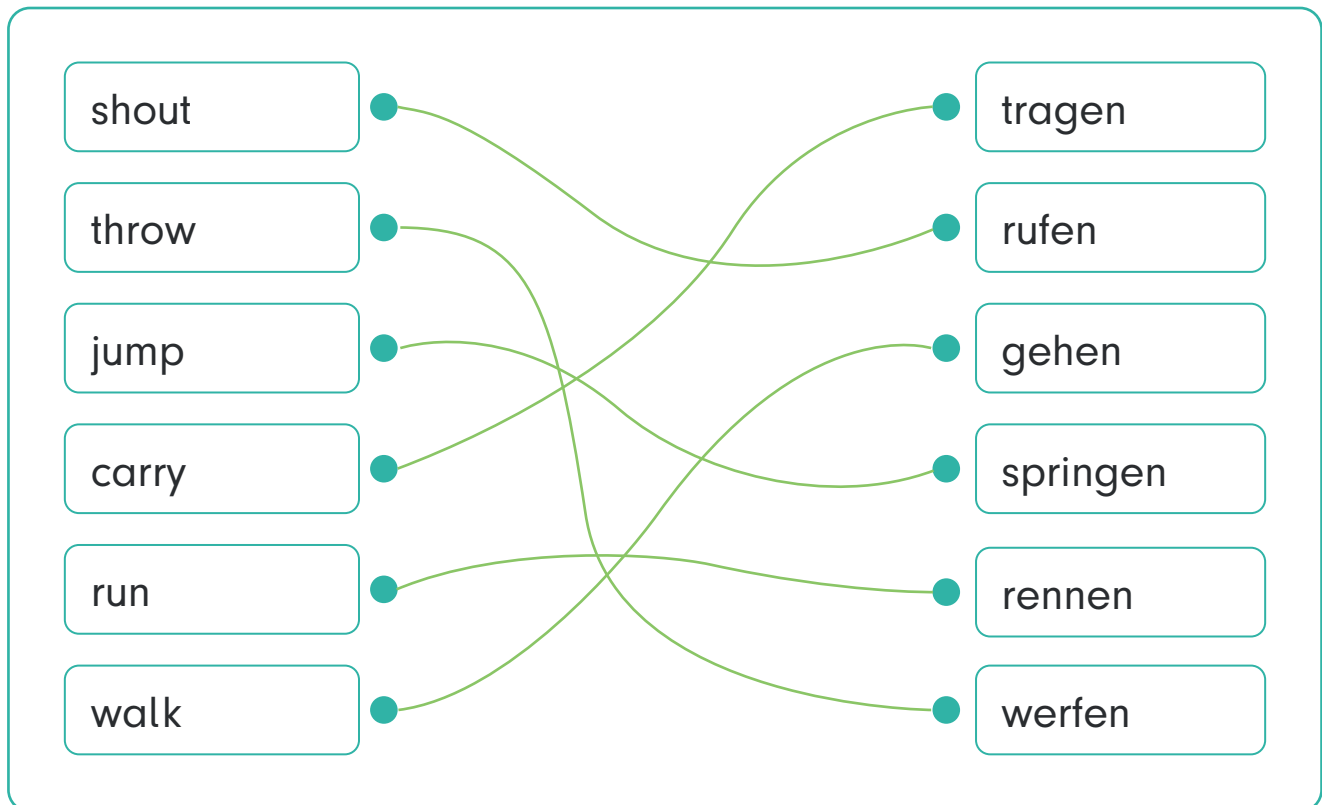 shout
tragen
throw
rufen
jump
gehen
carry
springen
run
rennen
walk
werfen